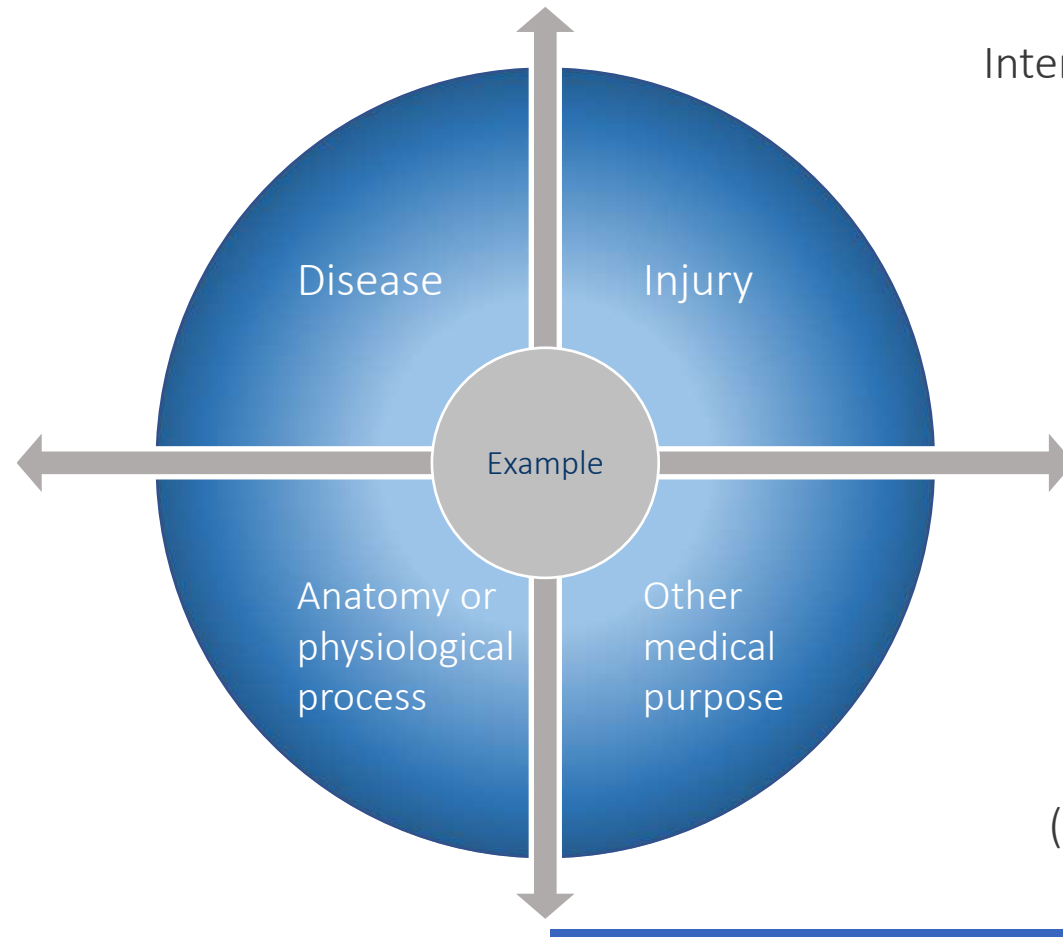 Disease
Injury
Example
Anatomy or
physiological
process
Other
medical
purpose
(